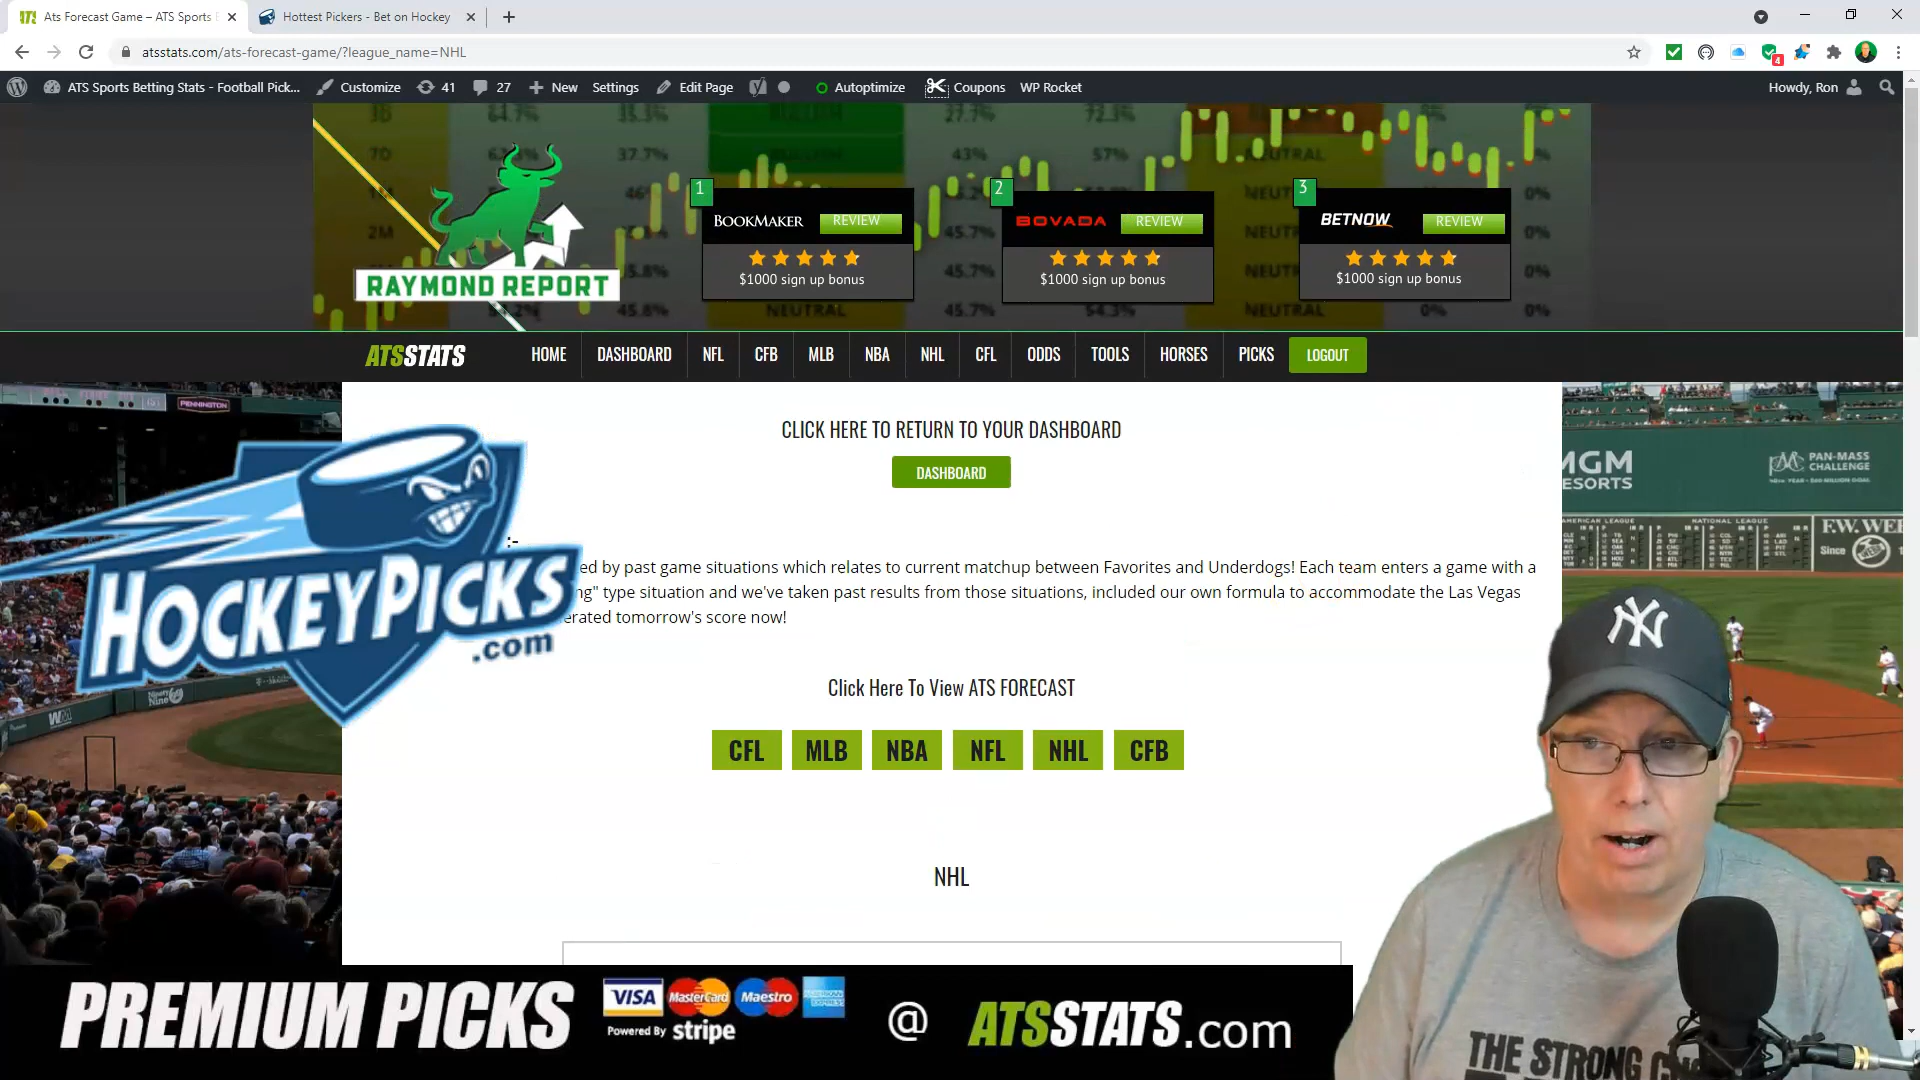 Ats Forecast Game – ATS Sports B
Hottest Pickers - Bet on Hockey
atsstats.com/ats-forecast-game/?league_name=NHL
4
ATS Sports Betting Stats - Football Pick...
Customize
41
27
New
Settings
Edit Page
Autoptimize
Coupons
WP Rocket
Howdy, Ron
RAYMOND REPORT
1
BOOKMAKER
REVIEW
$1000 sign up bonus
2
BOVADA
REVIEW
$1000 sign up bonus
3
BETNOW
REVIEW
$1000 sign up bonus
ATSSTATS
HOME
DASHBOARD
NFL
CFB
MLB
NBA
NHL
CFL
ODDS
TOOLS
HORSES
PICKS
LOGOUT
CLICK HERE TO RETURN TO YOUR DASHBOARD
DASHBOARD
:-
ed by past game situations which relates to current matchup between Favorites and Underdogs! Each team enters a game with a
ng" type situation and we've taken past results from those situations, included our own formula to accommodate the Las Vegas
erated tomorrow's score now!
HOCKEYPICKS
.com
Click Here To View ATS FORECAST
CFL
MLB
NBA
NFL
NHL
CFB
NHL
PENNINGTON
MGM
RESORTS
PAN-MASS
CHALLENGE
AMERICAN LEAGUE
NATIONAL LEAGUE
F.W. WE
Since
NY
PREMIUM PICKS
VISA
MasterCard
Maestro
AMERICAN EXPRESS
Powered By stripe
@ ATSSTATS.com
THE STRONG